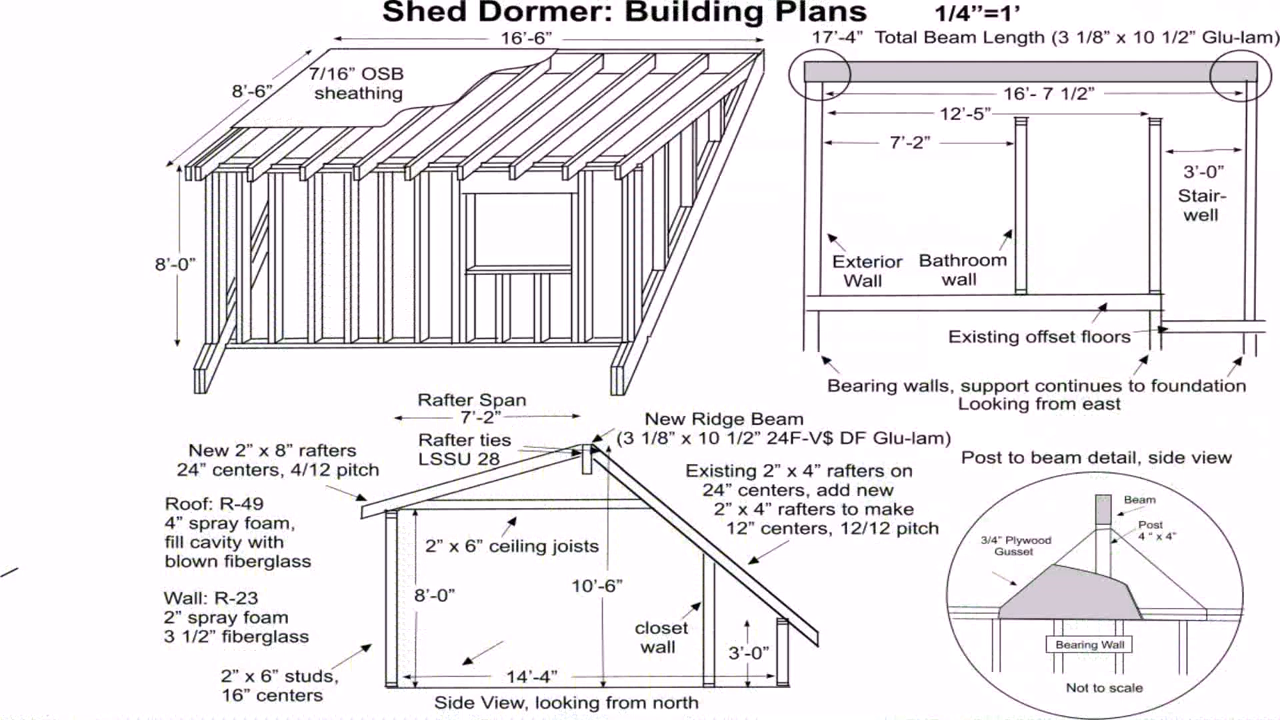 Shed Dormer: Building Plans
1/4”=1’
16’-6”
7/16” OSB
sheathing
8’-6”
8’-0”
17’-4” Total Beam Length (3 1/8” x 10 1/2” Glu-lam)
16’- 7 1/2”
12’-5”
7’-2”
3’-0”
Stair-
well
Exterior
Wall
Bathroom
wall
Existing offset floors
Bearing walls, support continues to foundation
Looking from east
Rafter Span
7’-2”
New Ridge Beam
(3 1/8” x 10 1/2” 24F-V$ DF Glu-lam)
Rafter ties
LSSU 28
New 2” x 8” rafters
24” centers, 4/12 pitch
Existing 2” x 4” rafters on
24” centers, add new
2” x 4” rafters to make
12” centers, 12/12 pitch
Roof: R-49
4” spray foam,
fill cavity with
blown fiberglass
2” x 6” ceiling joists
8’-0”
10’-6”
Wall: R-23
2” spray foam
3 1/2” fiberglass
closet
wall
3’-0”
2” x 6” studs,
16” centers
14’-4”
Side View, looking from north
Post to beam detail, side view
Beam
Post
4 “ x 4”
3/4” Plywood
Gusset
Bearing Wall
Not to scale